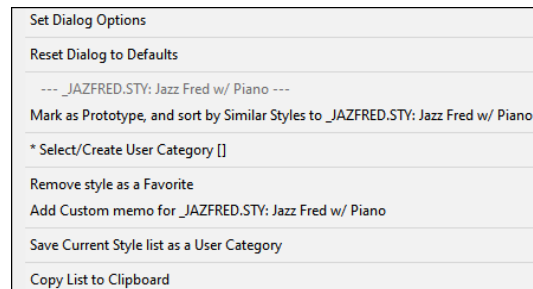 Set Dialog Options
Reset Dialog to Defaults
--- _JAZFRED.STY: Jazz Fred w/ Piano ---
Mark as Prototype, and sort by Similar Styles to _JAZFRED.STY: Jazz Fred w/ Piano
* Select/Create User Category []
Remove style as a Favorite
Add Custom memo for _JAZFRED.STY: Jazz Fred w/ Piano
Save Current Style list as a User Category
Copy List to Clipboard